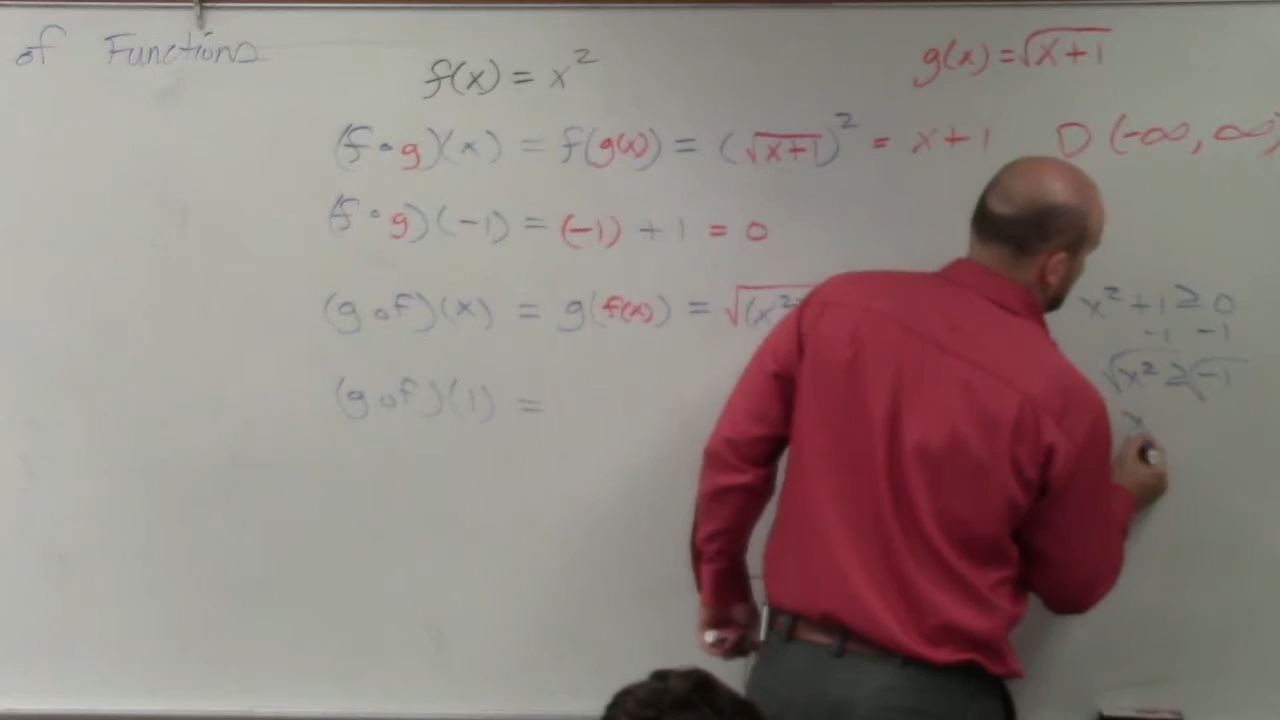 of Functions
f(x) = x²
g(x) = √(x+1)
(f∘g)(x) = f(g(x)) = (√(x+1))² = x+1 D (-∞, ∞)
(f∘g)(-1) = (-1) + 1 = 0
(g∘f)(x) = g(f(x)) = √(x²
(g∘f)(1) =
x² + 1 ≥ 0
-1 -1
√x² ≥ √-1
x